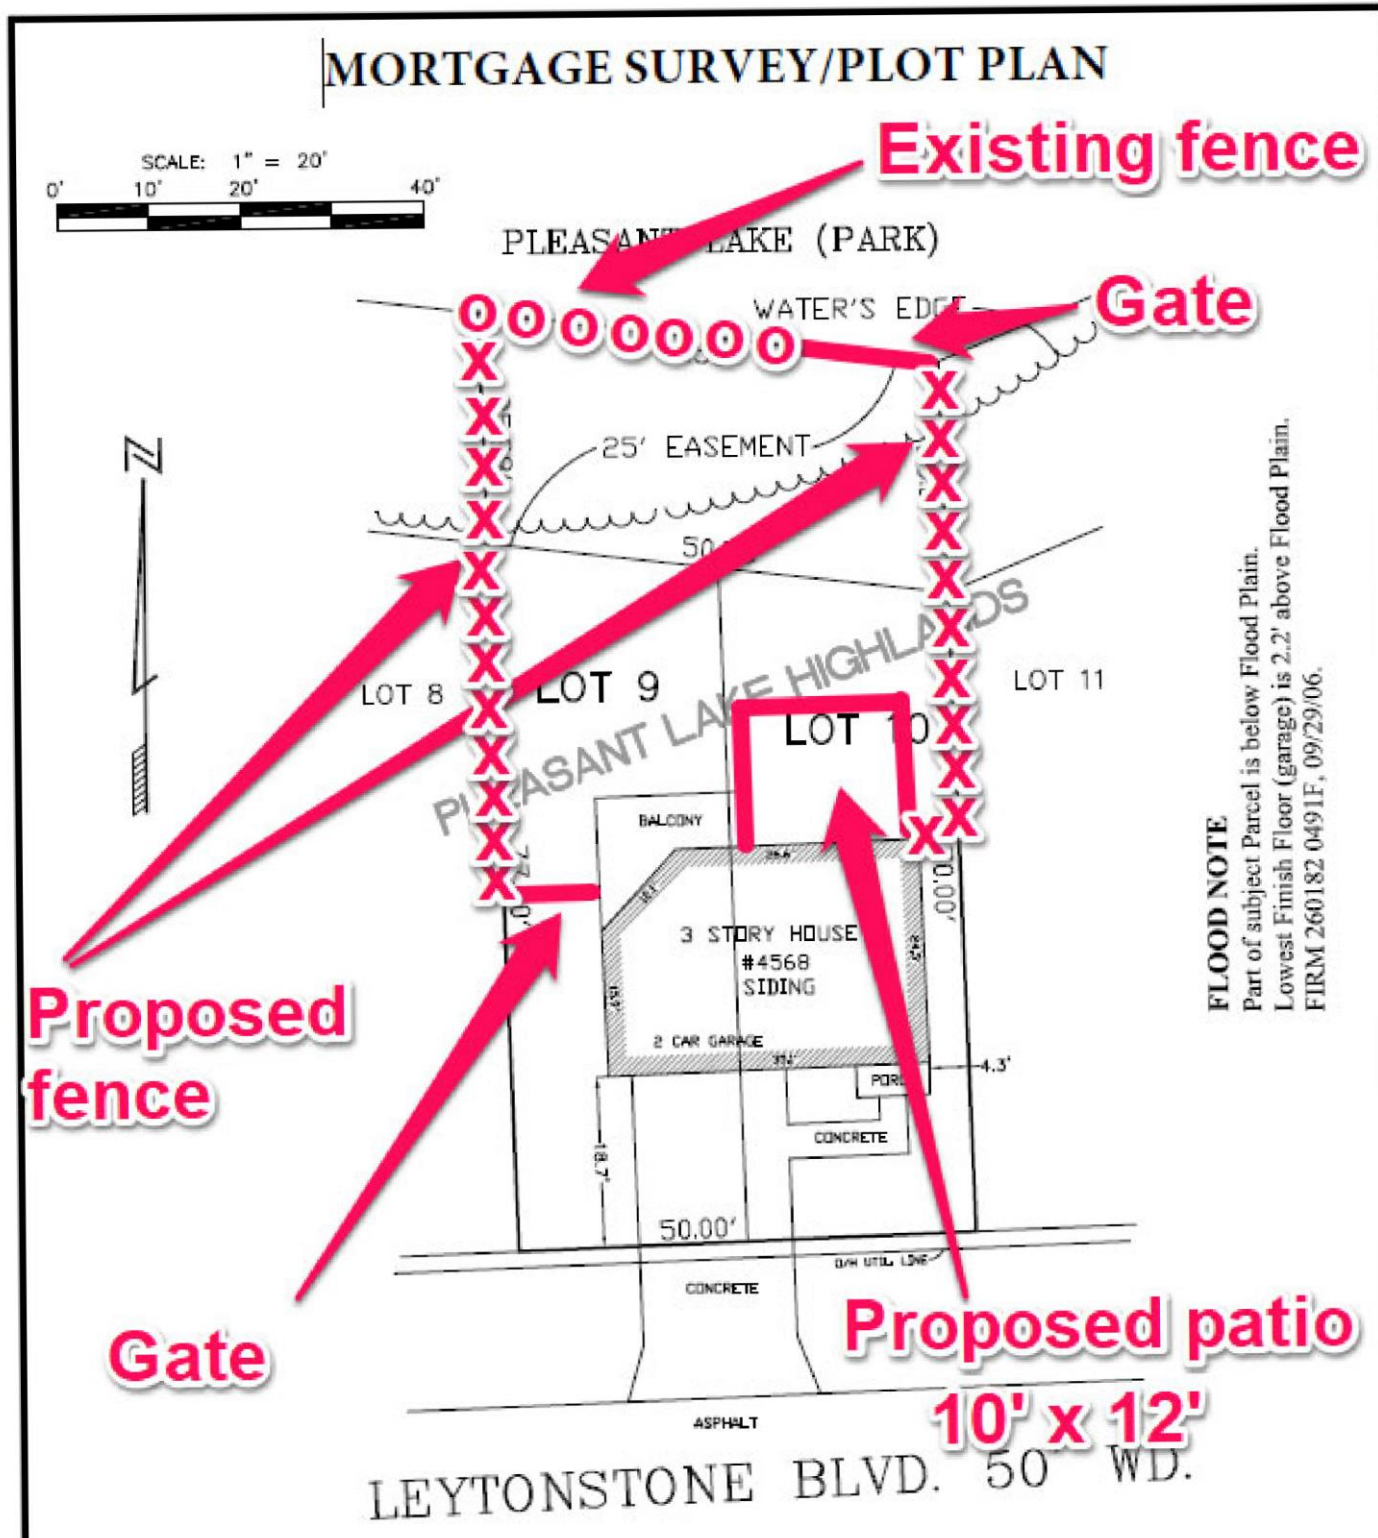 MORTGAGE SURVEY/PLOT PLAN
SCALE: 1" = 20'
0' 10' 20' 40'
Existing fence
PLEASANT LAKE (PARK)
Gate
WATER'S EDGE
25' EASEMENT
N
LOT 8
LOT 9
LOT 10
LOT 11
PLEASANT LAKE HIGHLANDS
BALCONY
3 STORY HOUSE
#4568
SIDING
2 CAR GARAGE
PORCH
4.3'
CONCRETE
18.7'
50.00'
O/H UTIL LINE
CONCRETE
Proposed
fence
Gate
Proposed patio
10' x 12'
ASPHALT
LEYTONSTONE BLVD. 50' WD.
FLOOD NOTE
Part of subject Parcel is below Flood Plain.
Lowest Finish Floor (garage) is 2.2' above Flood Plain.
FIRM 260182 0491F, 09/29/06.